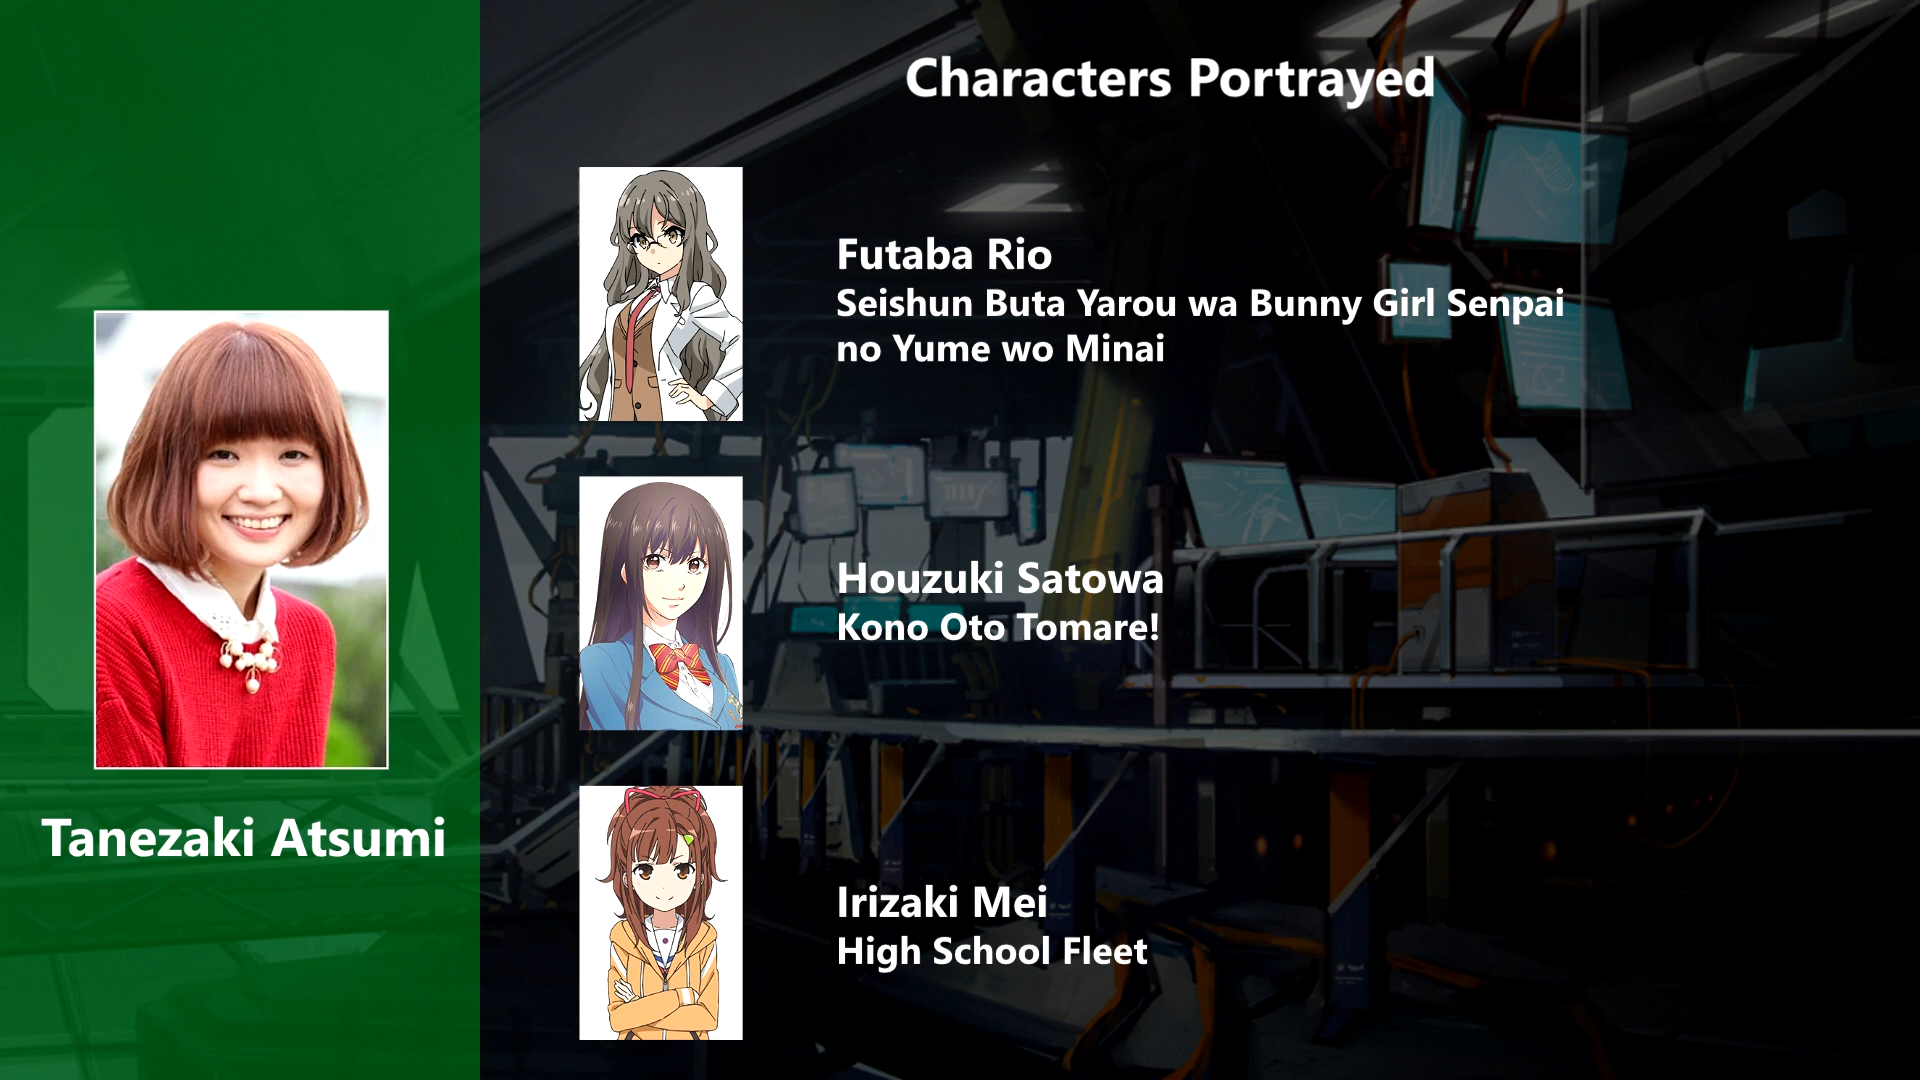 Characters Portrayed
Futaba Rio
Seishun Buta Yarou wa Bunny Girl Senpai
no Yume wo Minai
Houzuki Satowa
Kono Oto Tomare!
Tanezaki Atsumi
Irizaki Mei
High School Fleet